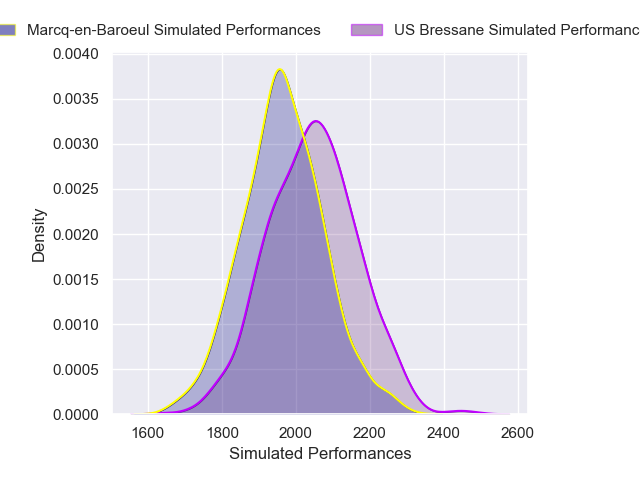 Marcq-en-Baroeul Simulated Performances
US Bressane Simulated Performanc
0.0040
0.0035
0.0030
0.0025
0.0020
0.0015
0.0010
0.0005
0.0000
Density
1600 1800 2000 2200 2400 2600
Simulated Performances